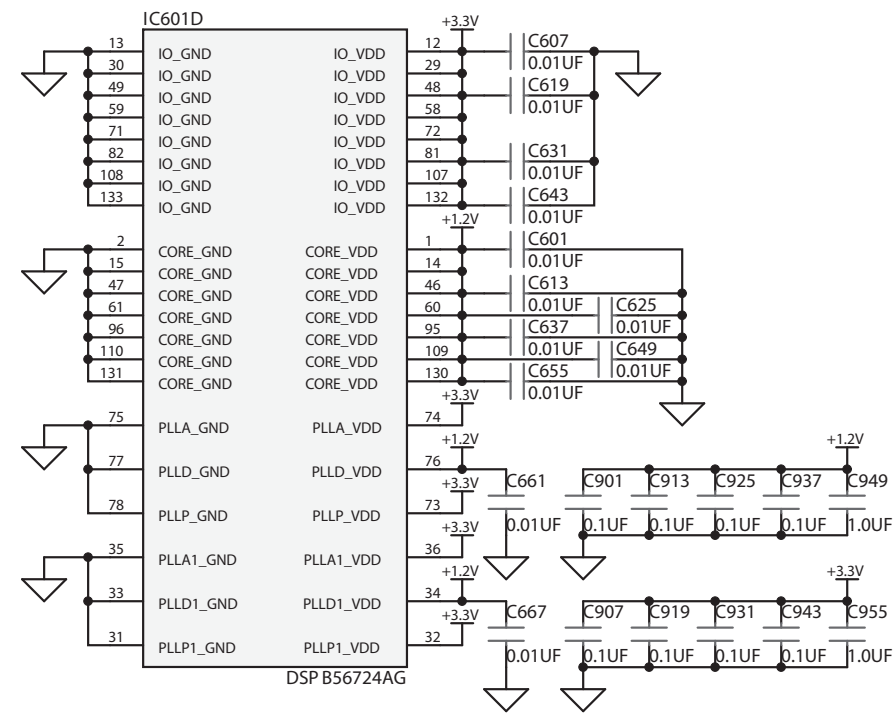 IC601D
+3.3V
13 IO_GND IO_VDD 12 C607
0.01UF
30 IO_GND IO_VDD 29
49 IO_GND IO_VDD 48 C619
0.01UF
59 IO_GND IO_VDD 58
71 IO_GND IO_VDD 72
82 IO_GND IO_VDD 81 C631
0.01UF
108 IO_GND IO_VDD 107
133 IO_GND IO_VDD 132 C643
0.01UF
+1.2V
2 CORE_GND CORE_VDD 1 C601
0.01UF
15 CORE_GND CORE_VDD 14
47 CORE_GND CORE_VDD 46 C613
0.01UF
61 CORE_GND CORE_VDD 60 C625
0.01UF
96 CORE_GND CORE_VDD 95 C637
0.01UF
110 CORE_GND CORE_VDD 109 C649
0.01UF
131 CORE_GND CORE_VDD 130 C655
0.01UF
+3.3V
75 PLLA_GND PLLA_VDD 74
+1.2V
77 PLLD_GND PLLD_VDD 76
+3.3V
78 PLLP_GND PLLP_VDD 73
+1.2V
C661 C901 C913 C925 C937 C949
0.01UF 0.1UF 0.1UF 0.1UF 0.1UF 1.0UF
+3.3V
35 PLLA1_GND PLLA1_VDD 36
+1.2V
33 PLLD1_GND PLLD1_VDD 34
+3.3V
31 PLLP1_GND PLLP1_VDD 32
+3.3V
C667 C907 C919 C931 C943 C955
0.01UF 0.1UF 0.1UF 0.1UF 0.1UF 1.0UF
DSP B56724AG